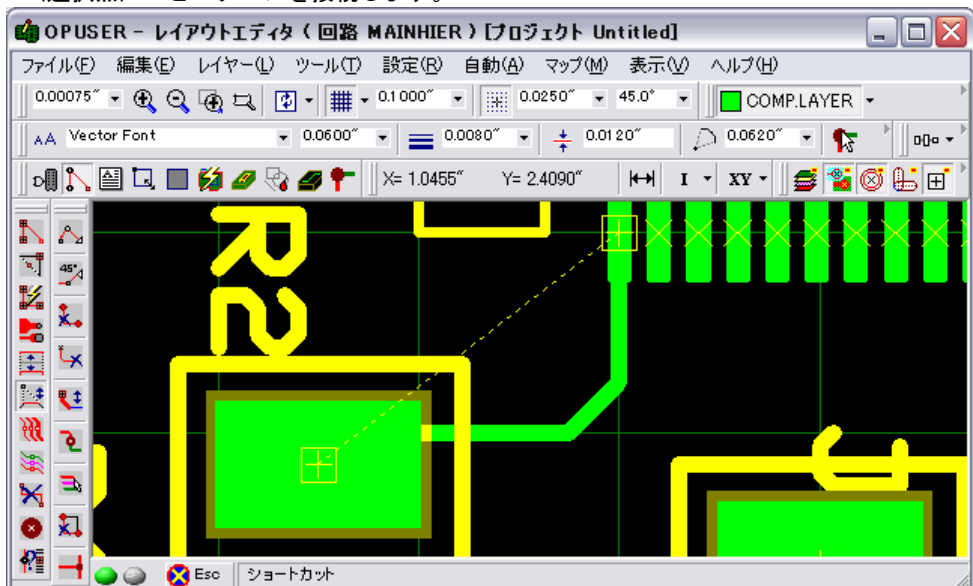 OPUSER - レイアウトエディタ ( 回路 MAINHIER ) [プロジェクト Untitled]
ファイル(F) 編集(E) レイヤー(L) ツール(T) 設定(R) 自動(A) マップ(M) 表示(V) ヘルプ(H)
0.00075" 0.1000" 0.0250" 45.0° COMP.LAYER
AA Vector Font 0.0600" 0.0080" 0.0120" 0.0620"
X= 1.0455" Y= 2.4090" I XY
45°
R2
Esc ショートカット